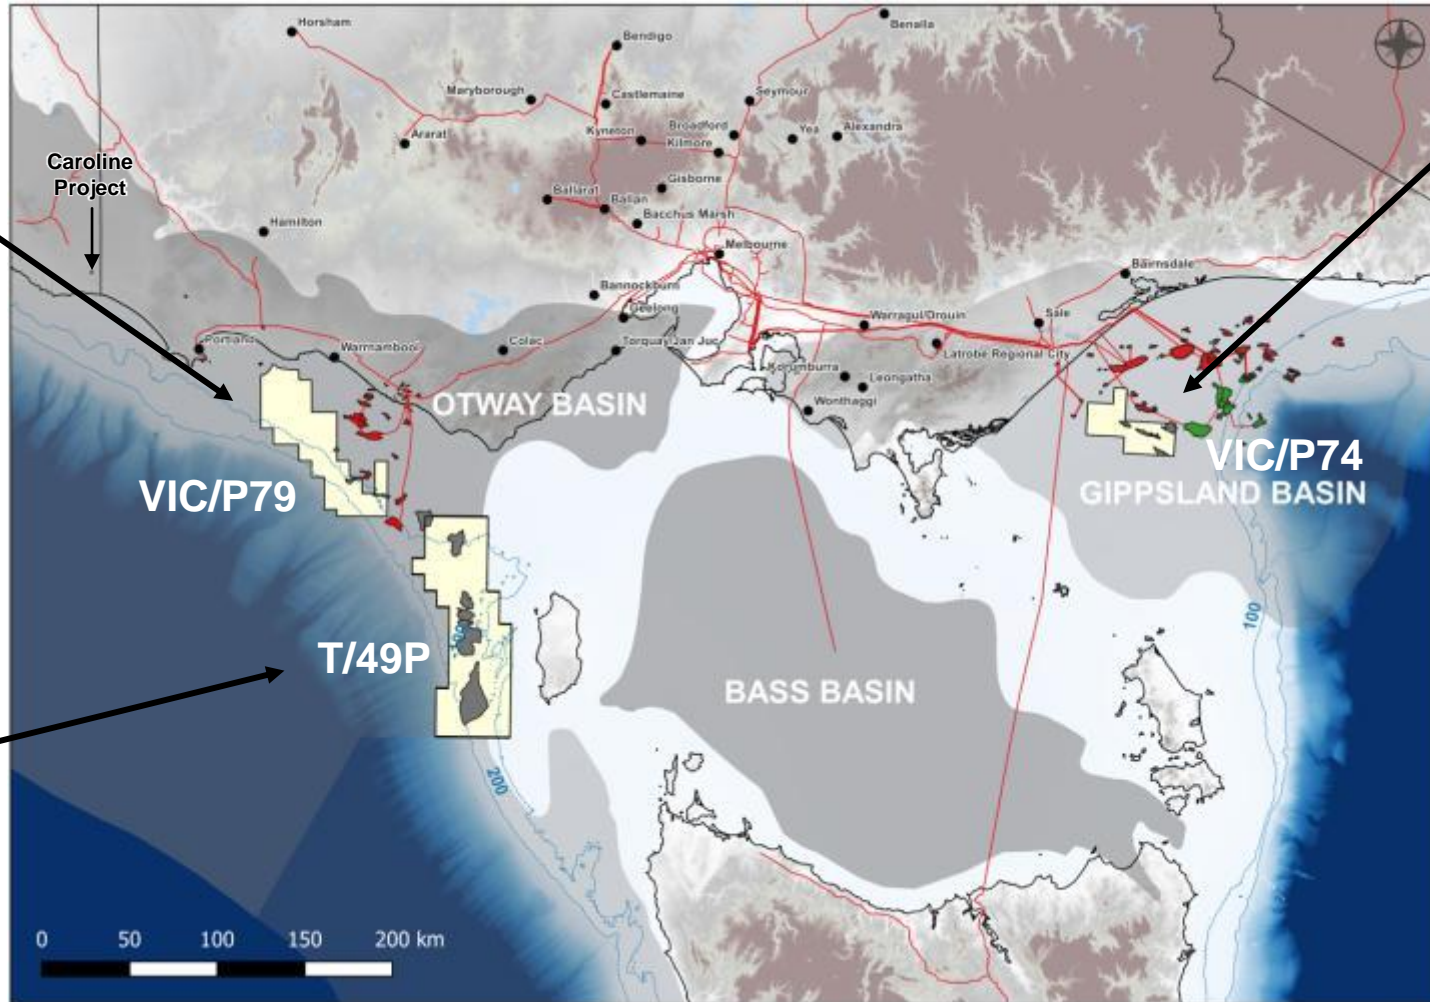 Horsham
Benalla
Bendigo
Maryborough
Castlemaine
Seymour
Ararat
Kyneton
Broadford
Kilmore
Yea
Alexandra
Caroline
Project
Gisborne
Ballarat
Ballan
Bacchus Marsh
Hamilton
Melbourne
Bairnsdale
Bannockburn
Geelong
Warragul/Drouin
Sale
Portland
Warrnambool
Colac
Torquay/Jan Juc
Latrobe Regional City
Korumburra
Leongatha
Wonthaggi
OTWAY BASIN
VIC/P74
GIPPSLAND BASIN
VIC/P79
T/49P
100
100
BASS BASIN
200
0 50 100 150 200 km